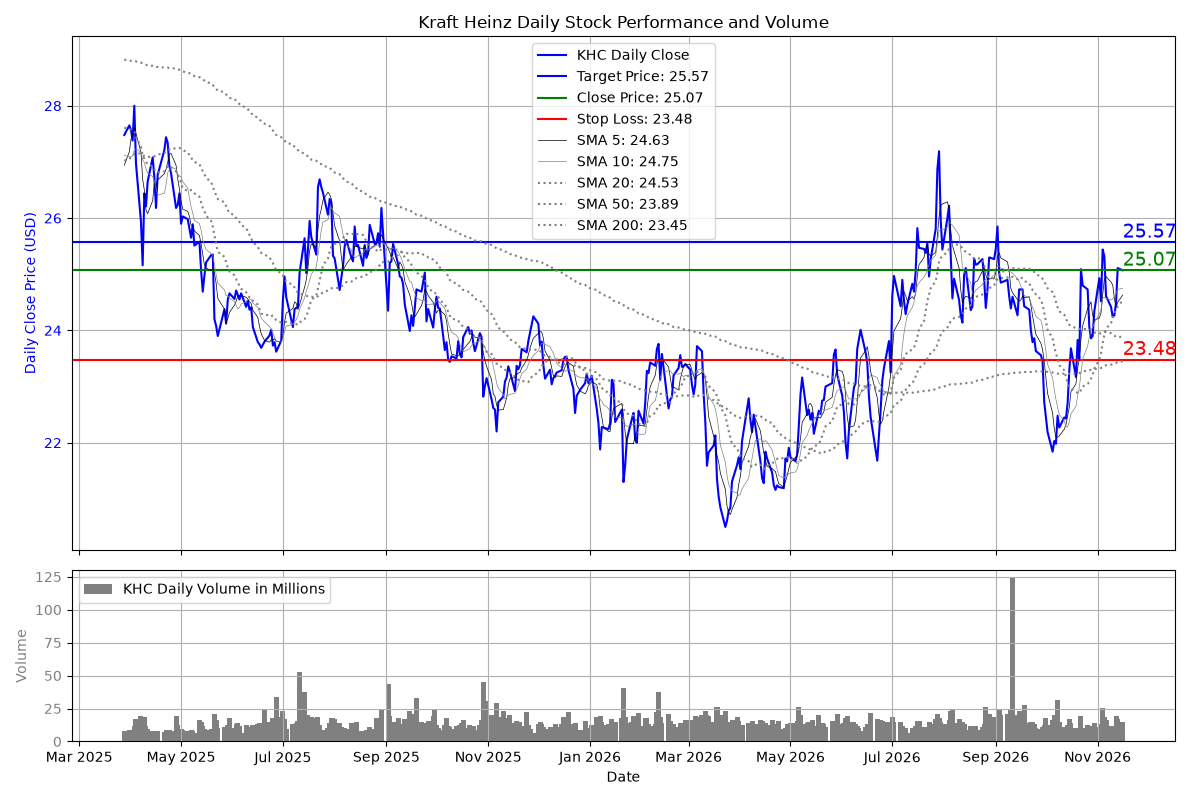 Kraft Heinz Daily Stock Performance and Volume
KHC Daily Close
Target Price: 25.57
Close Price: 25.07
Stop Loss: 23.48
SMA 5: 24.63
SMA 10: 24.75
SMA 20: 24.53
SMA 50: 23.89
SMA 200: 23.45
Daily Close Price (USD)
28
26
24
22
25.57
25.07
23.48
KHC Daily Volume in Millions
Volume
125
100
75
50
25
0
Mar 2025 May 2025 Jul 2025 Sep 2025 Nov 2025 Jan 2026 Mar 2026 May 2026 Jul 2026 Sep 2026 Nov 2026
Date